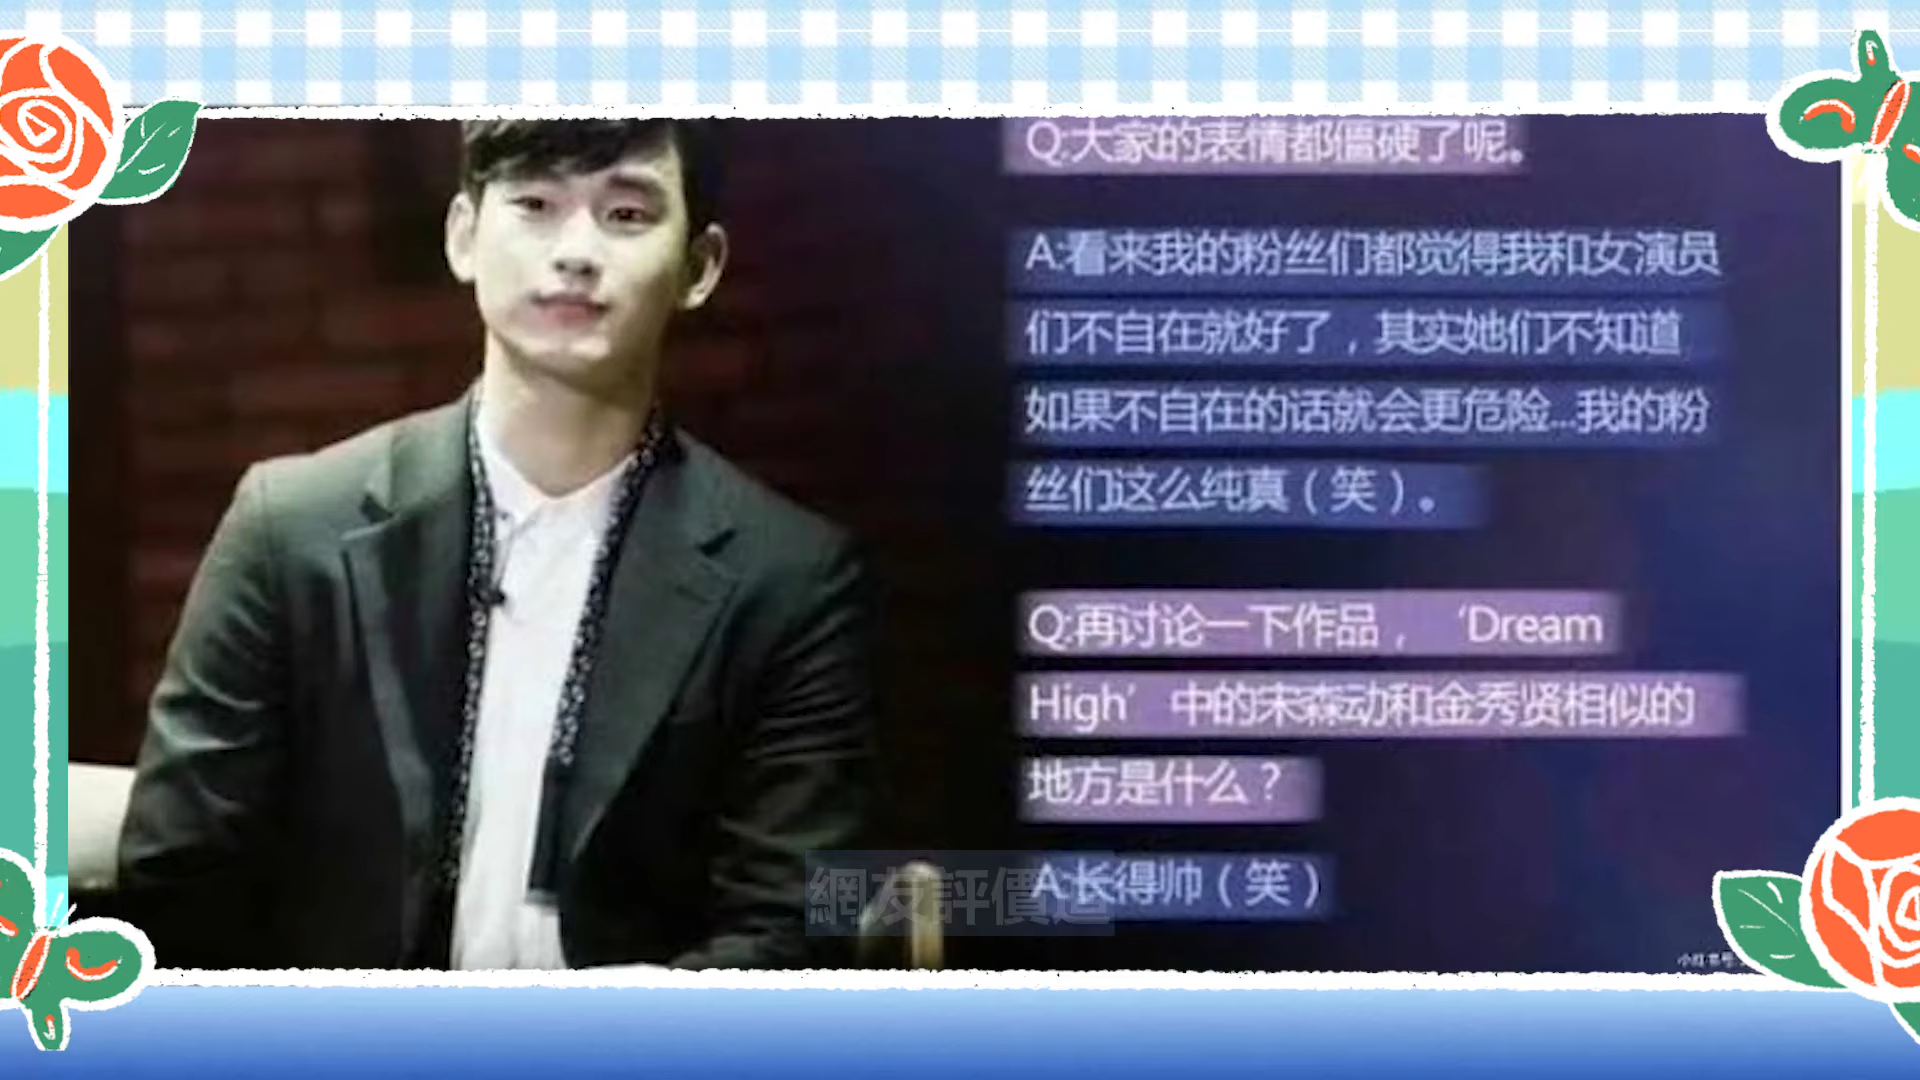 Q:大家的表情都僵硬了呢。
A:看来我的粉丝们都觉得我和女演员
们不自在就好了，其实她们不知道
如果不自在的话就会更危险...我的粉
丝们这么纯真（笑）。
Q:再讨论一下作品，‘Dream
High’中的宋森动和金秀贤相似的
地方是什么？
A:长得帅（笑）
網友評價這
小红书号